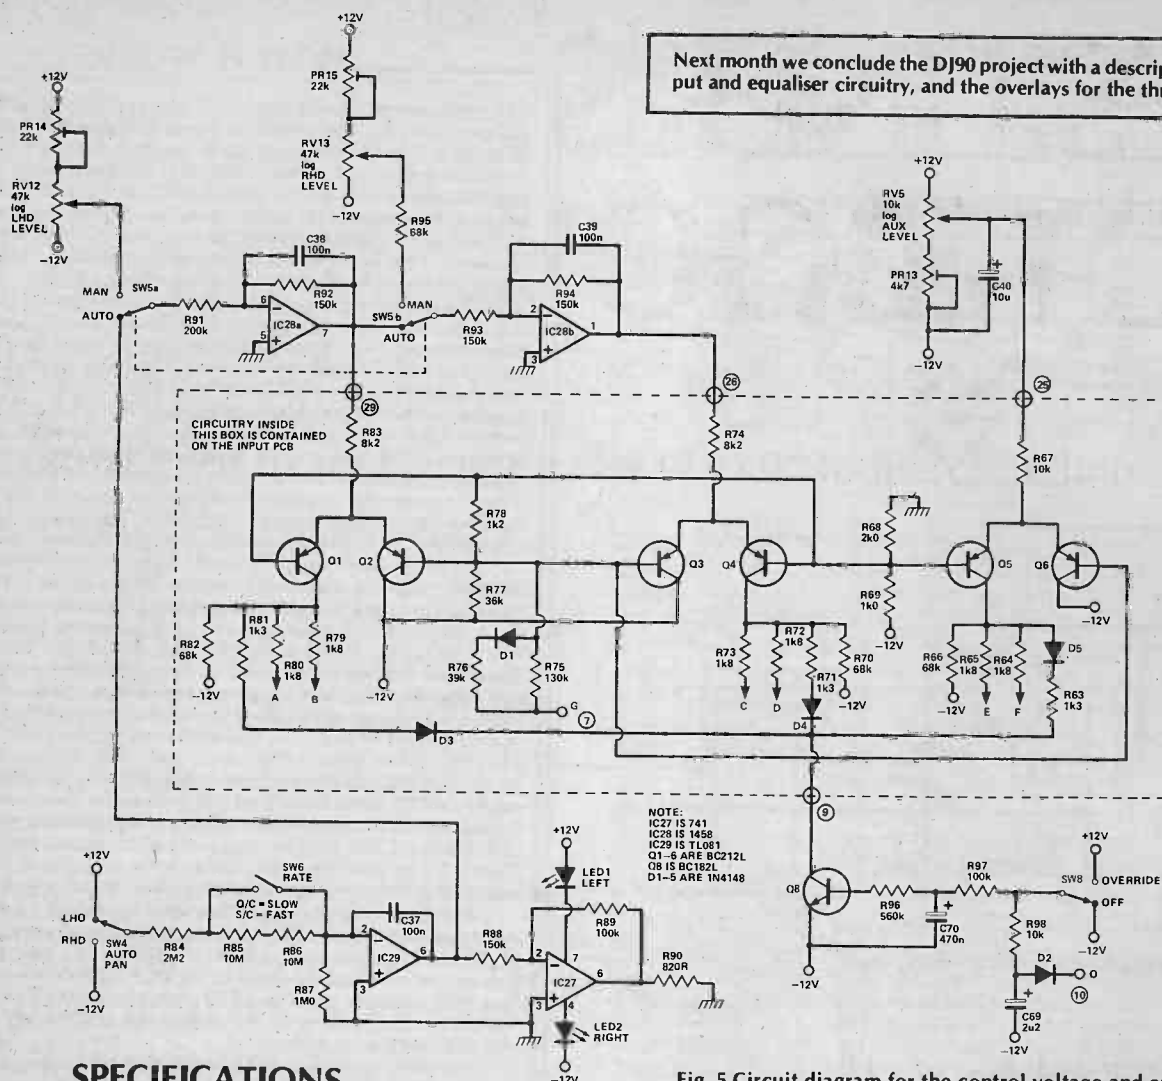 Next month we conclude the DJ90 project with a descrip
put and equaliser circuitry, and the overlays for the thr
+12V
PR14
22k
RV12
47k
log
LHD
LEVEL
-12V
+12V
PR15
22k
RV13
47k
log
RHD
LEVEL
-12V
R95
68k
+12V
RV5
10k
log
AUX
LEVEL
PR13
4k7
C40
10u
-12V
MAN
SW5a
AUTO
R91
200k
C38
100n
R92
150k
6
5
7
IC28a
MAN
SW5b
AUTO
R93
150k
C39
100n
R94
150k
2
3
1
IC28b
29
26
25
CIRCUITRY INSIDE
THIS BOX IS CONTAINED
ON THE INPUT PCB
R83
8k2
R74
8k2
R67
10k
R78
1k2
R68
2k0
Q1
Q2
Q3
Q4
Q5
Q6
R77
36k
R69
1k0
-12V
-12V
R82
68k
R81
1k3
R80
1k8
R79
1k8
-12V
A
B
-12V
D1
R76
39k
R75
130k
G
7
R73
1k8
R72
1k8
R71
1k3
R70
68k
-12V
C
D
D4
R66
68k
R65
1k8
R64
1k8
D5
R63
1k3
-12V
E
F
D3
9
NOTE:
IC27 IS 741
IC28 IS 1458
IC29 IS TL081
Q1-6 ARE BC212L
Q8 IS BC182L
D1-5 ARE 1N4148
+12V
LHO
RHD
SW4
AUTO
PAN
-12V
SW6
RATE
O/C = SLOW
S/C = FAST
R84
2M2
R85
10M
R86
10M
R87
1M0
C37
100n
2
3
6
IC29
R88
150k
+12V
LED1
LEFT
R89
100k
2
3
7
4
6
IC27
R90
820R
LED2
RIGHT
-12V
Q8
-12V
R96
560k
C70
470n
R97
100k
R98
10k
+12V
SW8
OVERRIDE
OFF
-12V
D2
O
10
C69
2u2
-12V
SPECIFICATIONS
Fig. 5 Circuit diagram for the control voltage and